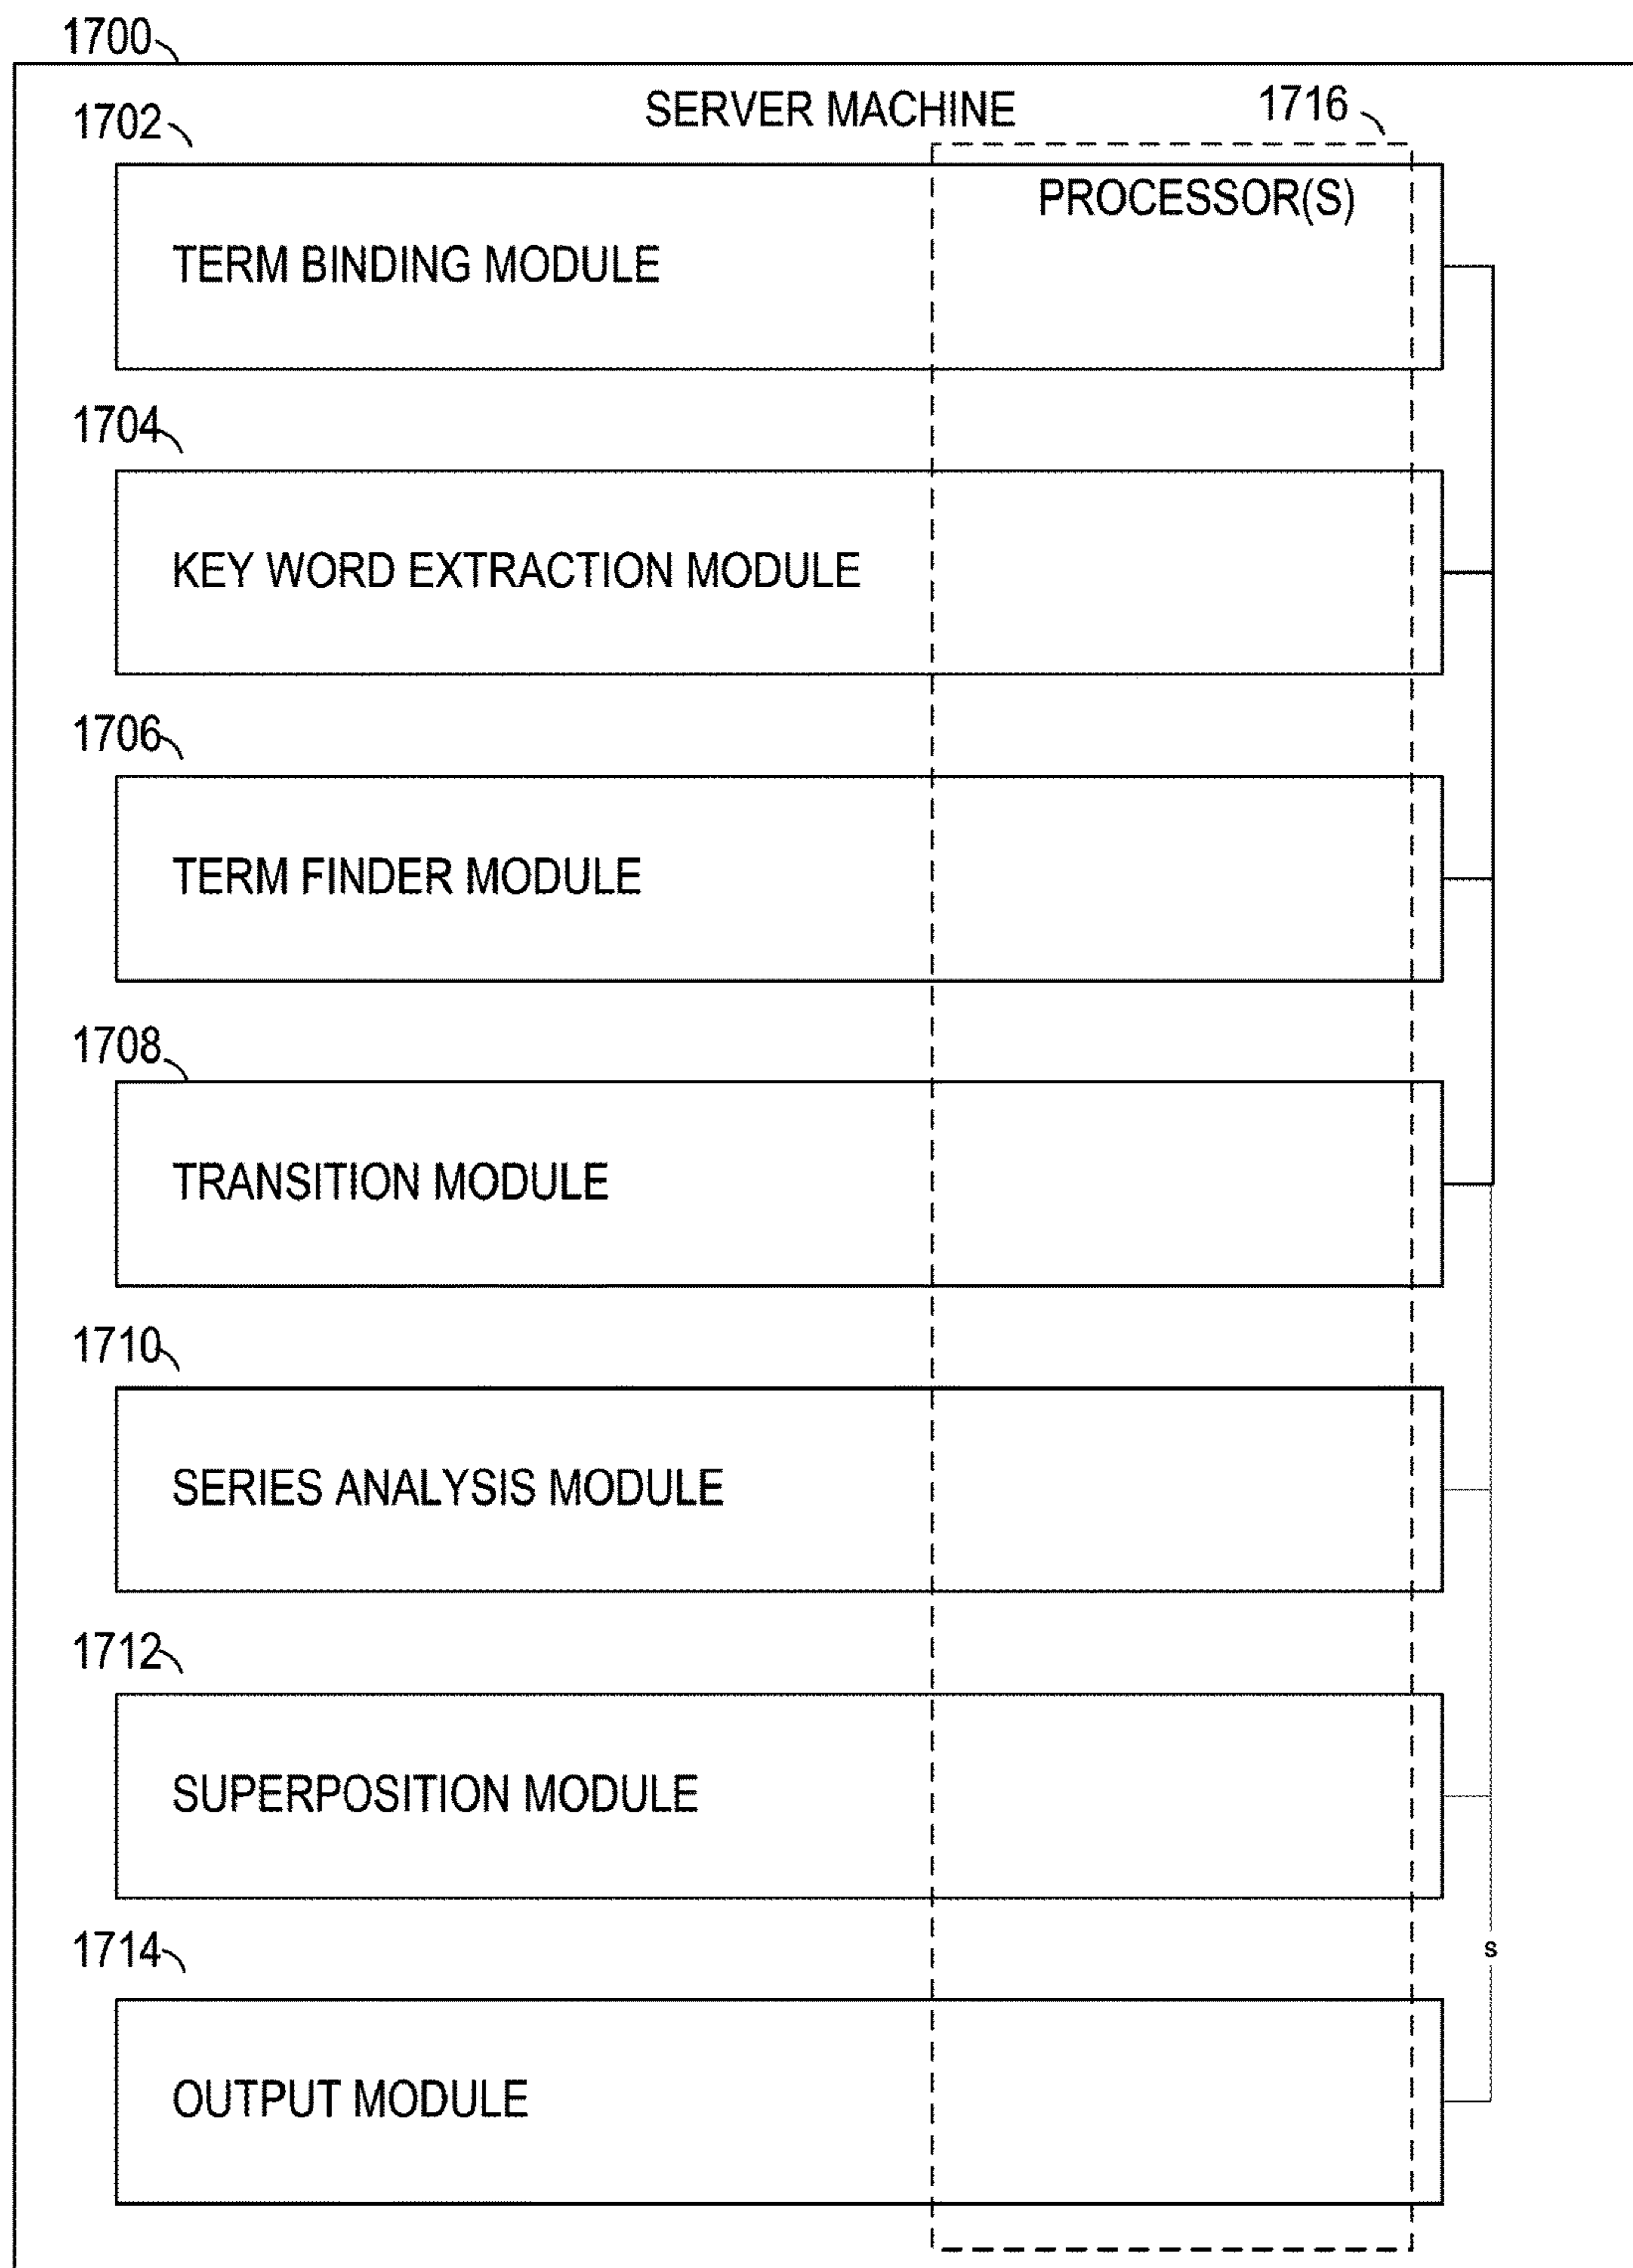 1700
SERVER MACHINE
1716
1702
PROCESSOR(S)
TERM BINDING MODULE
1704
KEY WORD EXTRACTION MODULE
1706
TERM FINDER MODULE
1708
TRANSITION MODULE
1710
SERIES ANALYSIS MODULE
1712
SUPERPOSITION MODULE
1714
s
OUTPUT MODULE